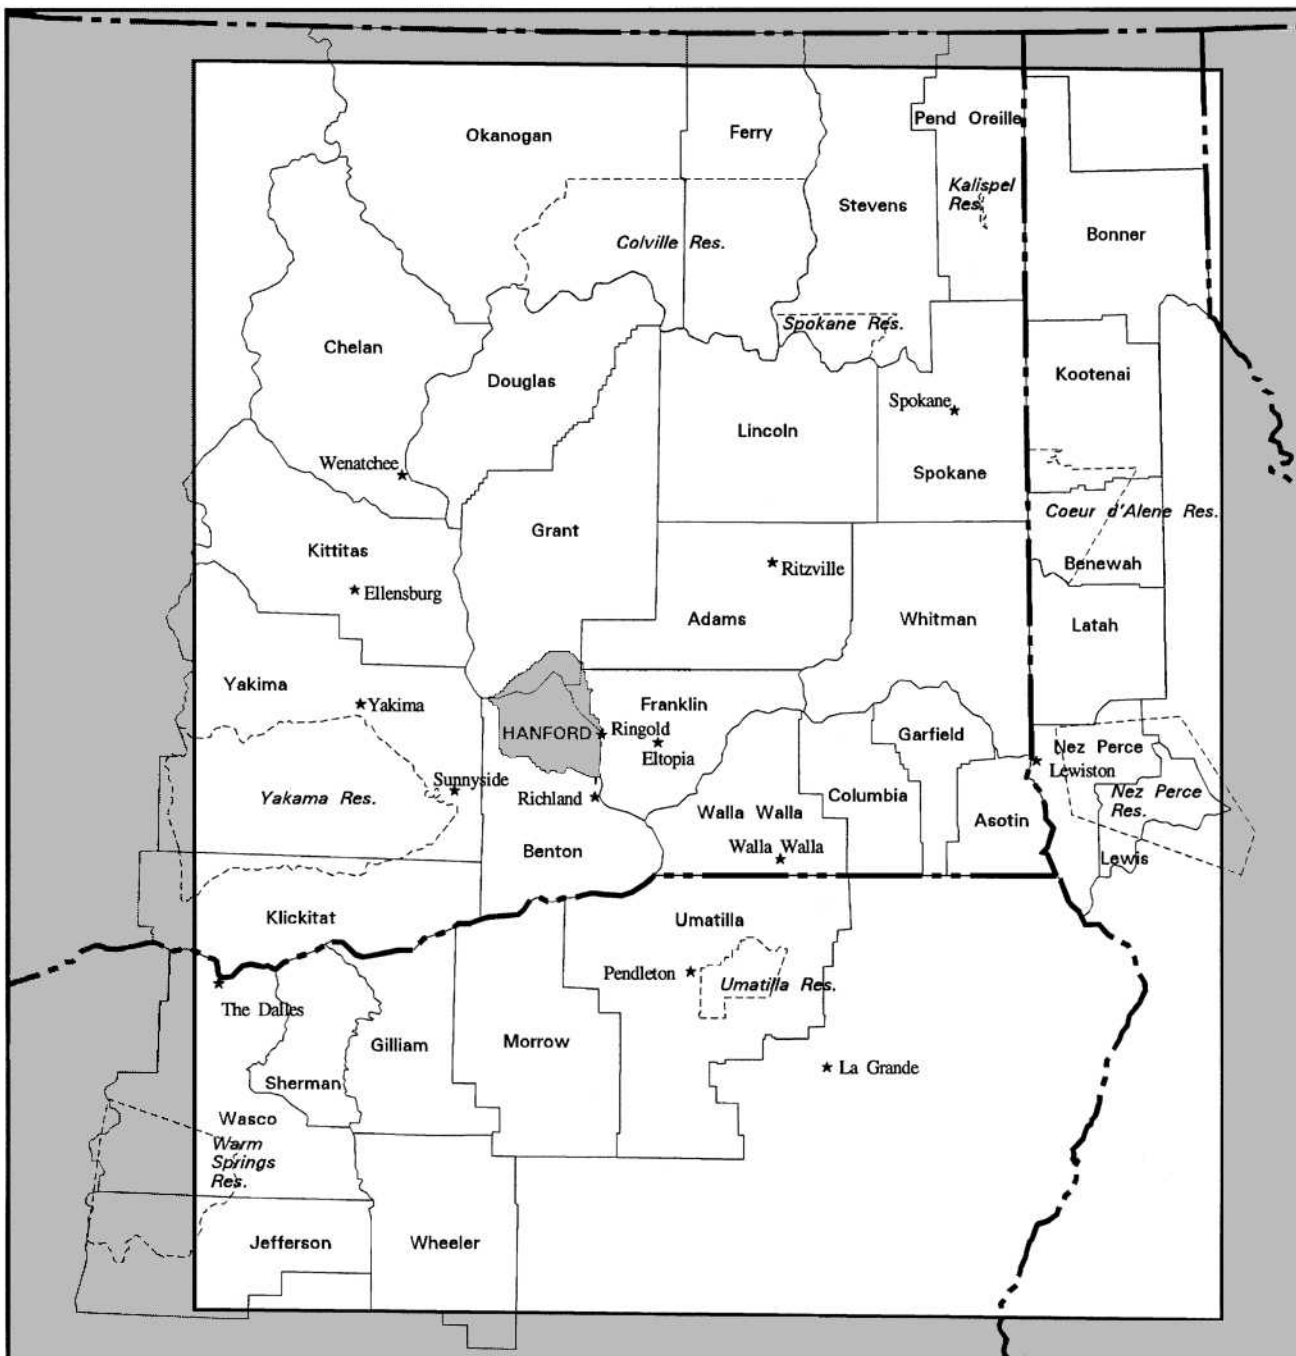 Okanogan
Ferry
Pend Oreille
Kalispel
Res.
Stevens
Bonner
Colville Res.
Spokane Res.
Chelan
Douglas
Kootenai
Spokane
Lincoln
Wenatchee
Spokane
Grant
Coeur d'Alene Res.
Kittitas
Ritzville
Benewah
Ellensburg
Adams
Whitman
Latah
Yakima
Yakima
Franklin
HANFORD
Ringold
Eltopia
Garfield
Nez Perce
Lewiston
Sunnyside
Yakama Res.
Richland
Columbia
Nez Perce
Res.
Walla Walla
Asotin
Benton
Walla Walla
Lewis
Klickitat
Umatilla
Pendleton
Umatilla Res.
The Dalles
Gilliam
Morrow
La Grande
Sherman
Wasco
Warm
Springs
Res.
Jefferson
Wheeler